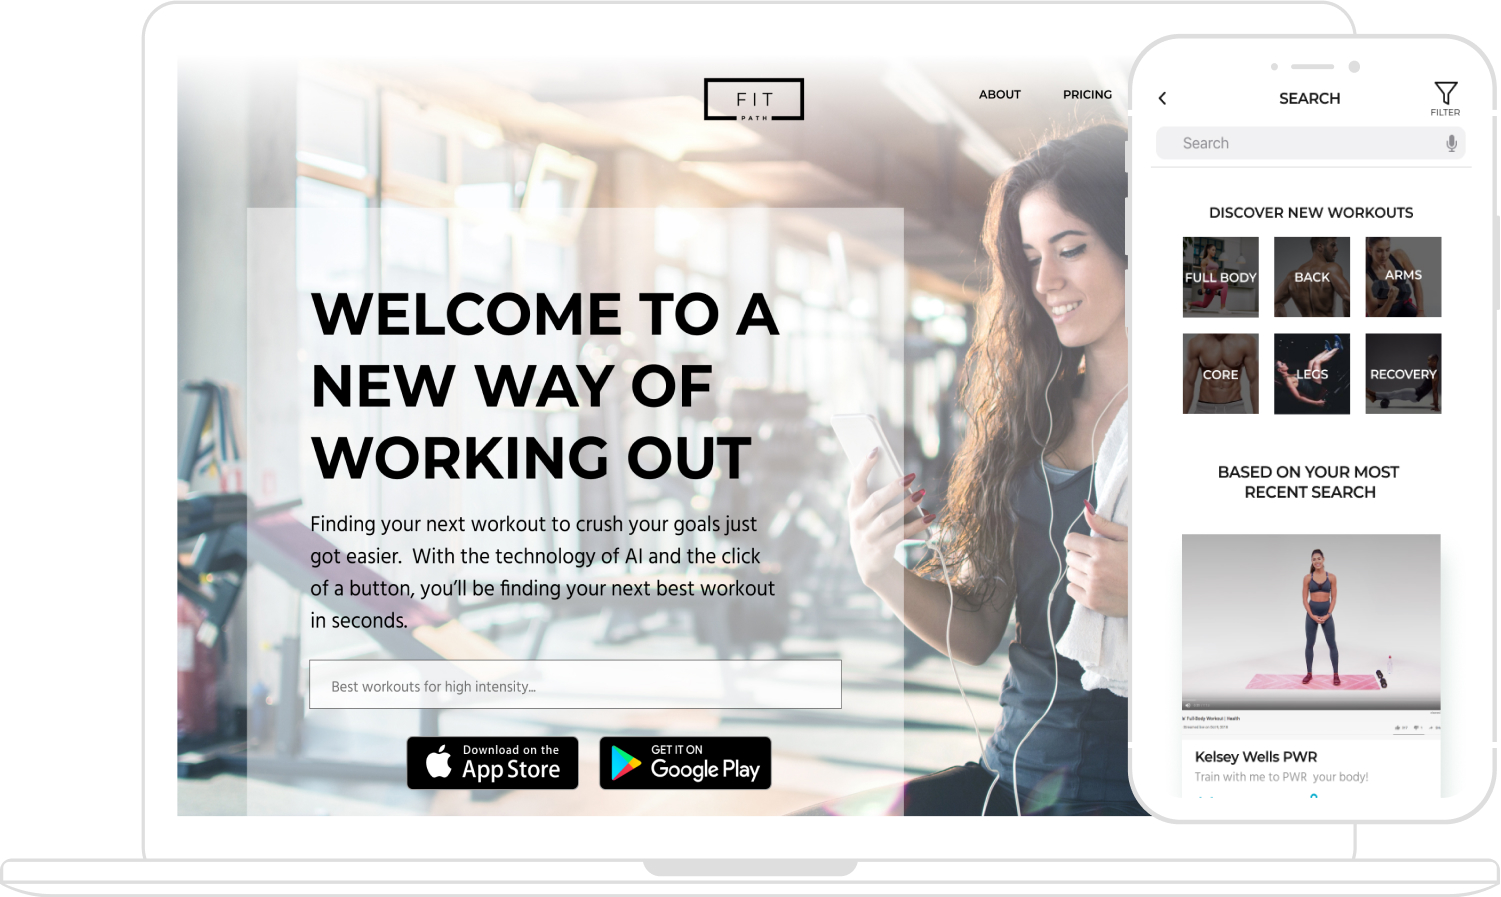 FIT
PATH
ABOUT
PRICING
WELCOME TO A
NEW WAY OF
WORKING OUT
Finding your next workout to crush your goals just
got easier.  With the technology of AI and the click
of a button, you’ll be finding your next best workout
in seconds.
Best workouts for high intensity...
Download on the
App Store
GET IT ON
Google Play
SEARCH
FILTER
Search
DISCOVER NEW WORKOUTS
FULL BODY
BACK
ARMS
CORE
LEGS
RECOVERY
BASED ON YOUR MOST
RECENT SEARCH
Full Body Workout | Health
Kelsey Wells PWR
Train with me to PWR  your body!